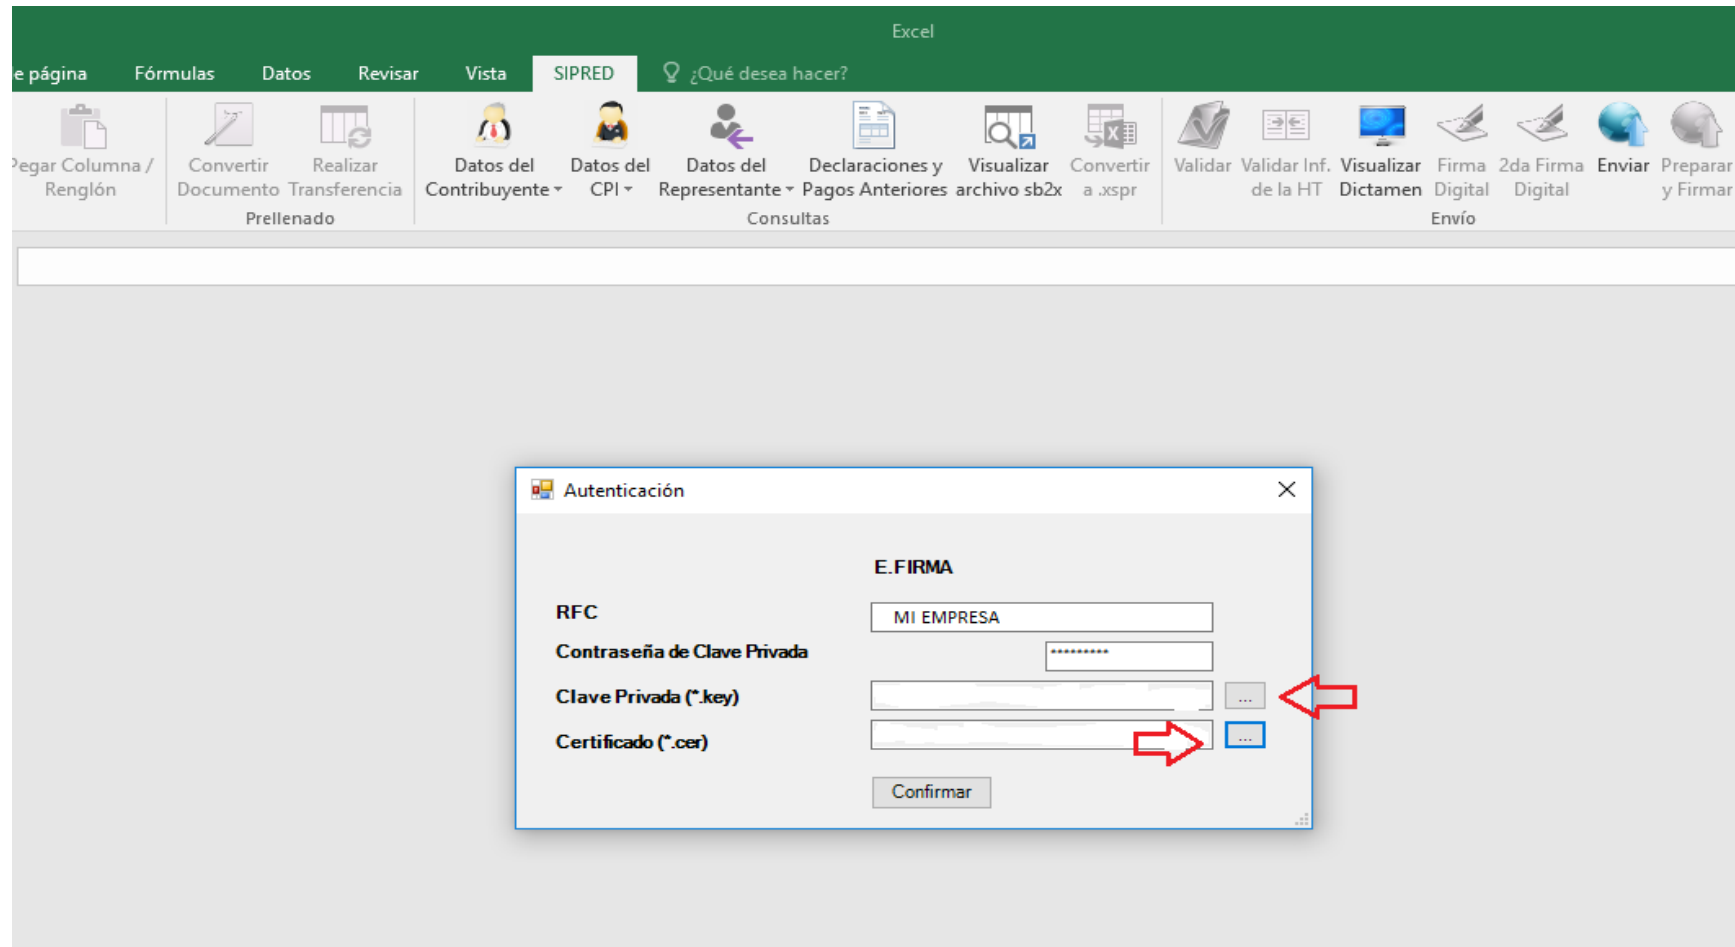 Excel
e página Fórmulas Datos Revisar Vista SIPRED ¿Qué desea hacer?
Pegar Columna / Renglón
Convertir Documento
Realizar Transferencia
Prellenado
Datos del Contribuyente
Datos del CPI
Datos del Representante
Declaraciones y Pagos Anteriores
Visualizar archivo sb2x
Convertir a .xspr
Consultas
Validar
Validar Inf. de la HT
Visualizar Dictamen
Firma Digital
2da Firma Digital
Enviar
Preparar y Firmar
Envío
Autenticación
E.FIRMA
RFC MI EMPRESA
Contraseña de Clave Privada *********
Clave Privada (*.key) ...
Certificado (*.cer) ...
Confirmar